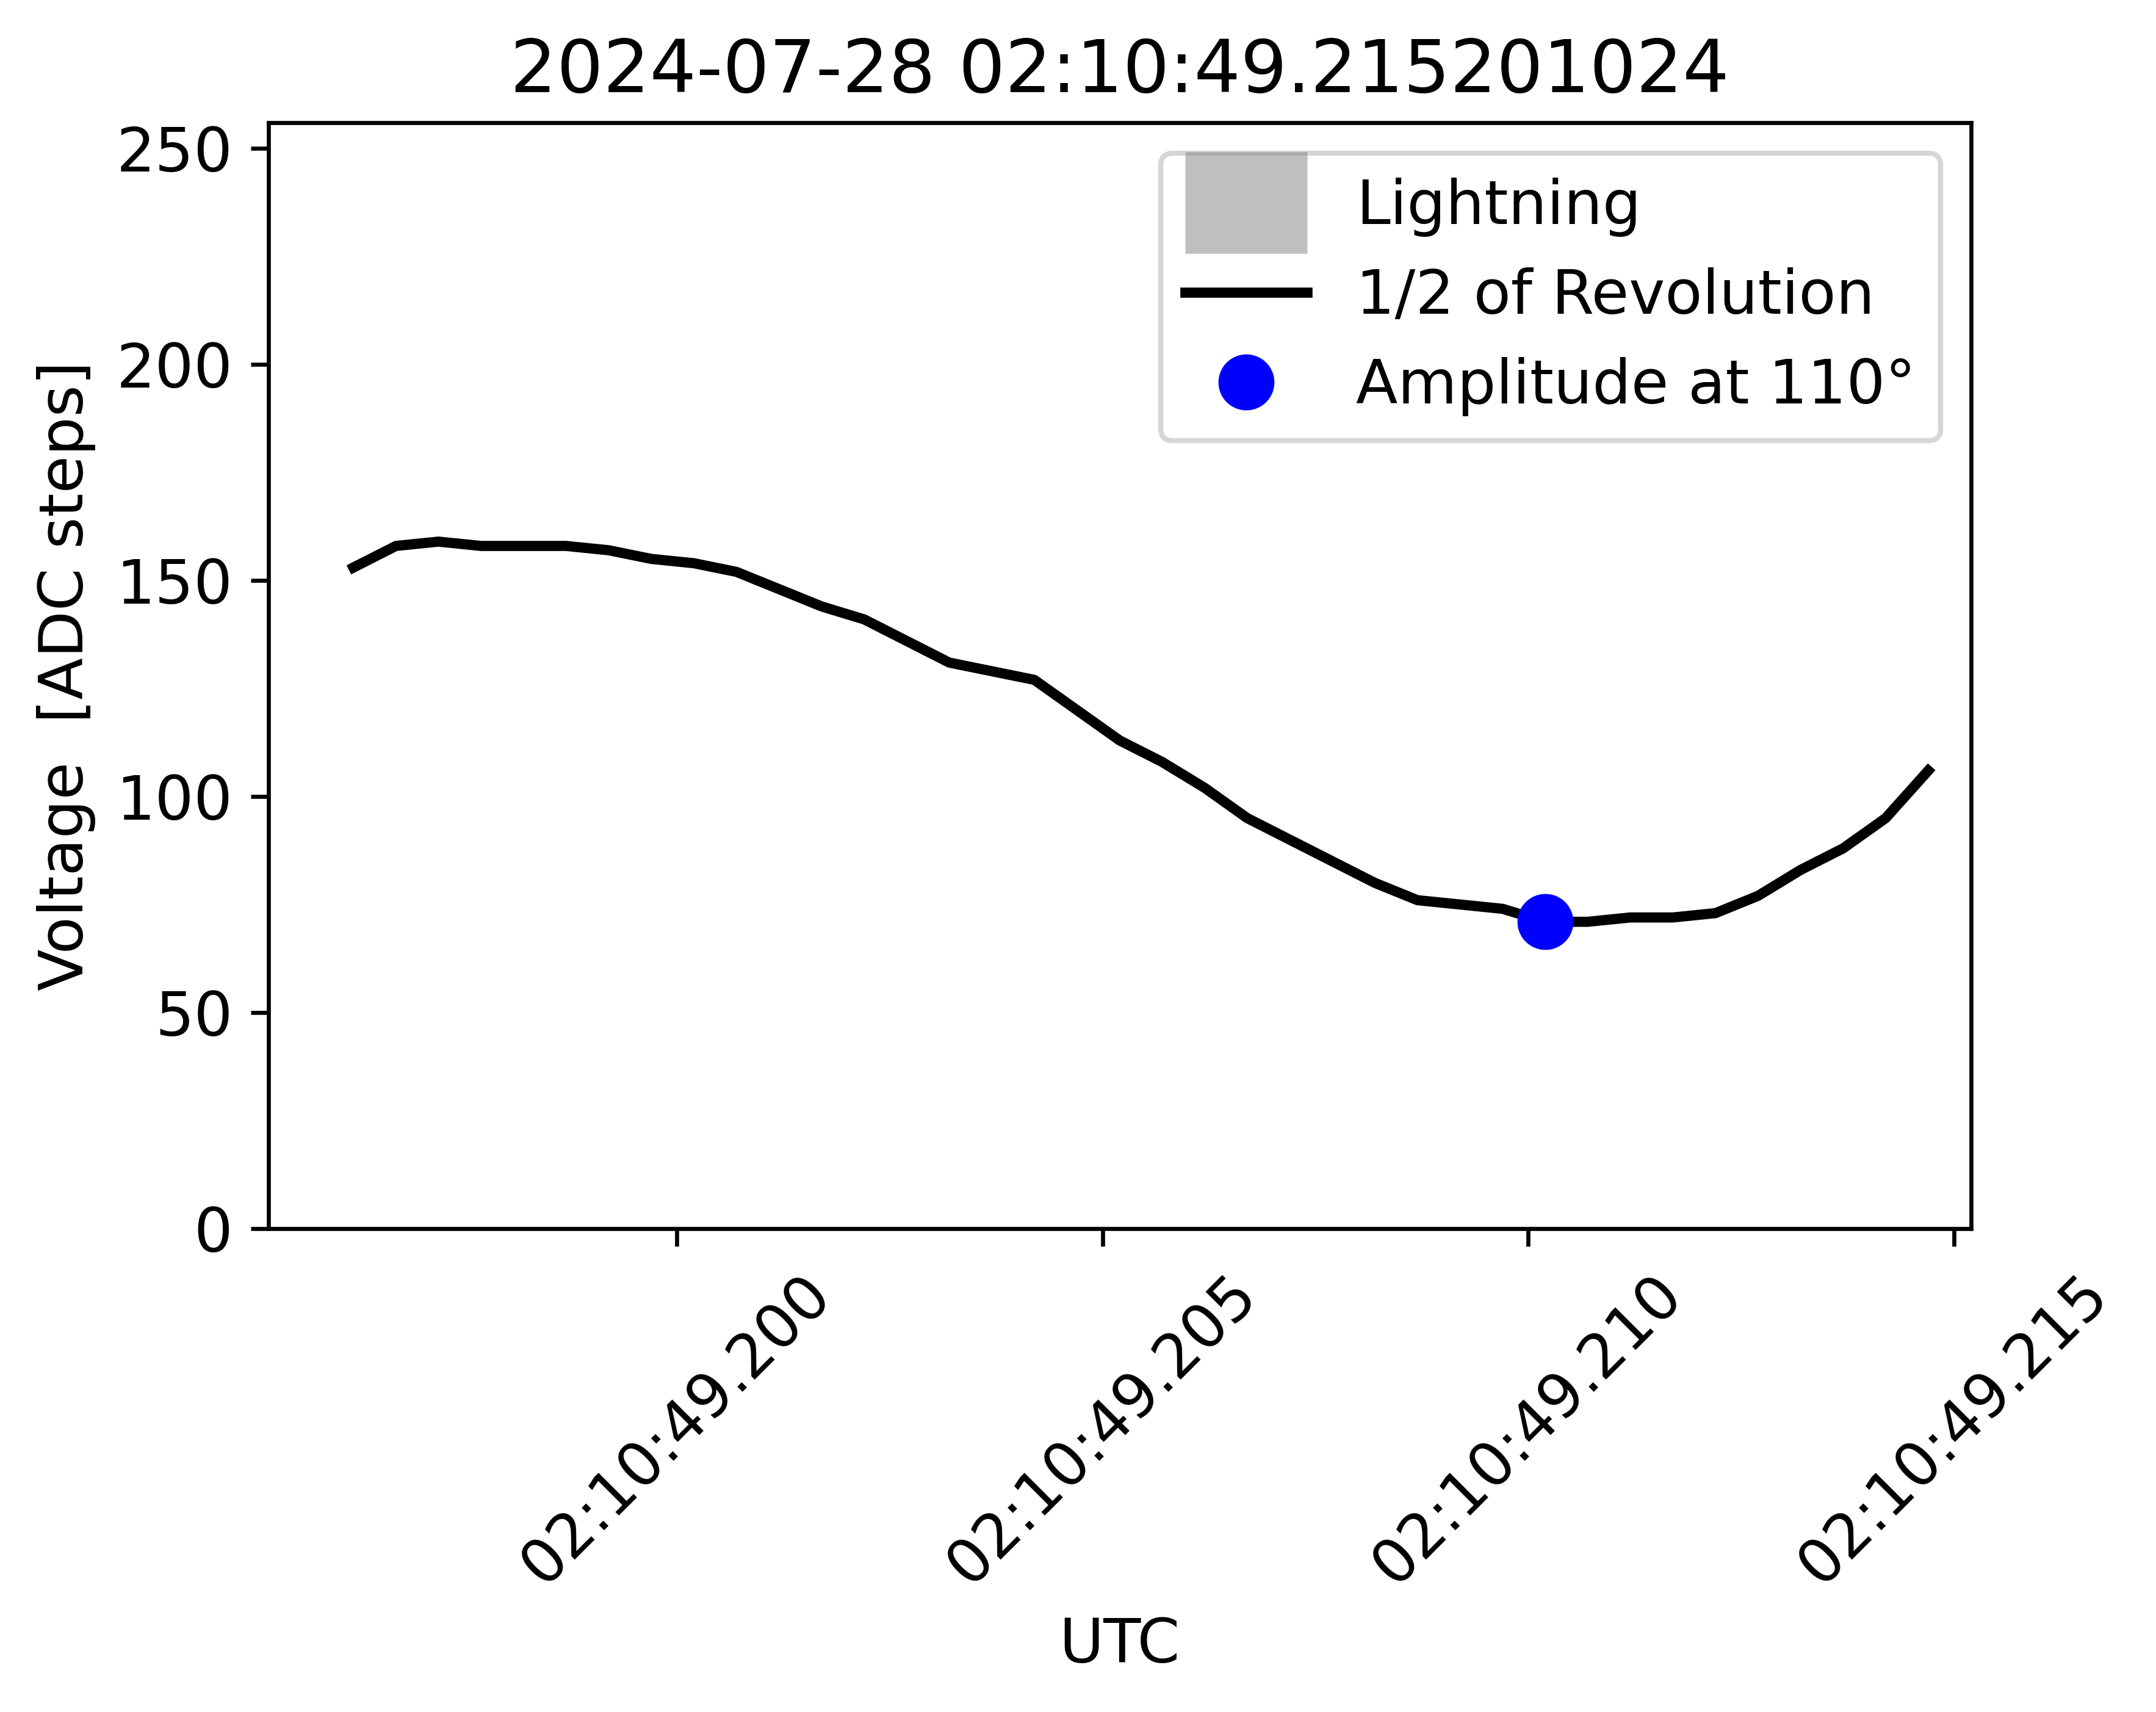 2024-07-28 02:10:49.215201024
250
200
150
100
50
0
Voltage [ADC steps]
Lightning
1/2 of Revolution
Amplitude at 110°
02:10:49.200
02:10:49.205
02:10:49.210
02:10:49.215
UTC